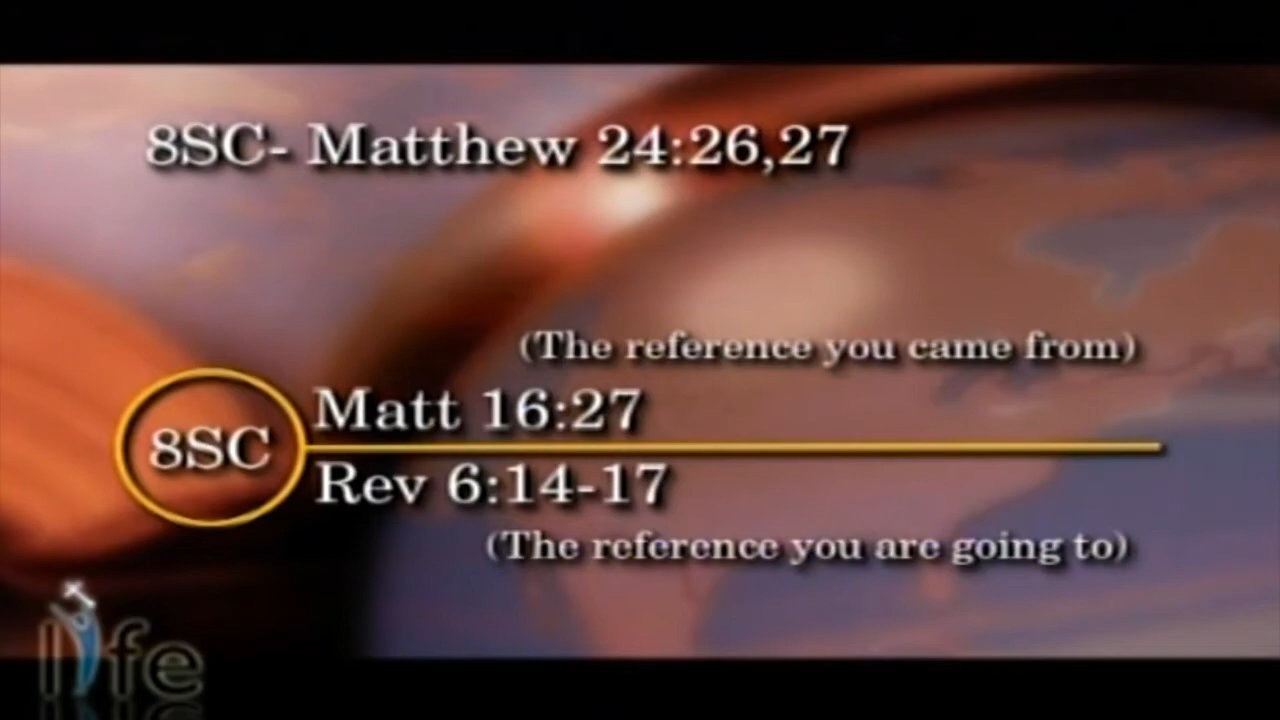 8SC- Matthew 24:26,27
(The reference you came from)
Matt 16:27
8SC
Rev 6:14-17
(The reference you are going to)
life